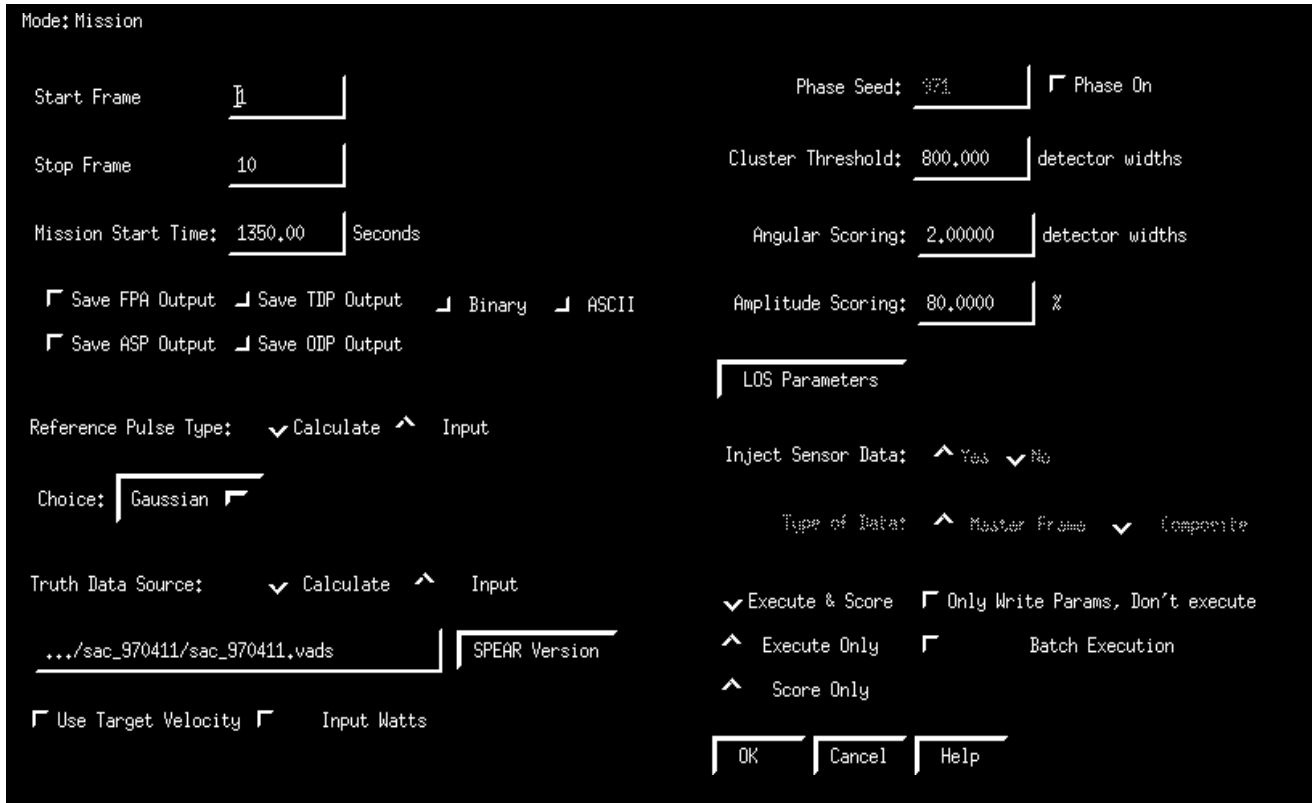 Mode: Mission
Start Frame 1
Stop Frame 10
Mission Start Time: 1350.00 Seconds
Save FPA Output Save TDP Output Binary ASCII
Save ASP Output Save ODP Output
Reference Pulse Type: Calculate Input
Choice: Gaussian
Truth Data Source: Calculate Input
.../sac_970411/sac_970411.vads SPEAR Version
Use Target Velocity Input Watts
Phase Seed: 971 Phase On
Cluster Threshold: 800.000 detector widths
Angular Scoring: 2.00000 detector widths
Amplitude Scoring: 80.0000 %
LOS Parameters
Inject Sensor Data: Yes No
Type of Data: Master Frame Composite
Execute & Score Only Write Params, Don't execute
Execute Only Batch Execution
Score Only
OK Cancel Help